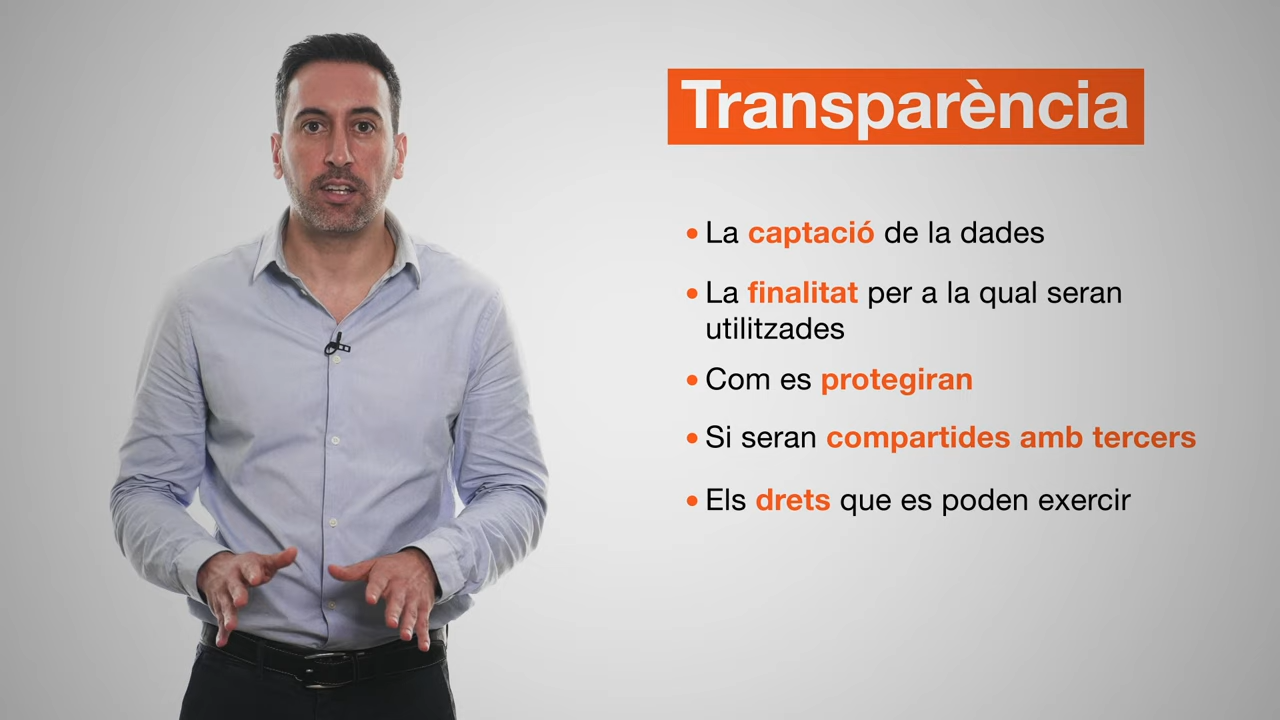 Transparència
• La captació de la dades
• La finalitat per a la qual seran
utilitzades
• Com es protegiran
• Si seran compartides amb tercers
• Els drets que es poden exercir